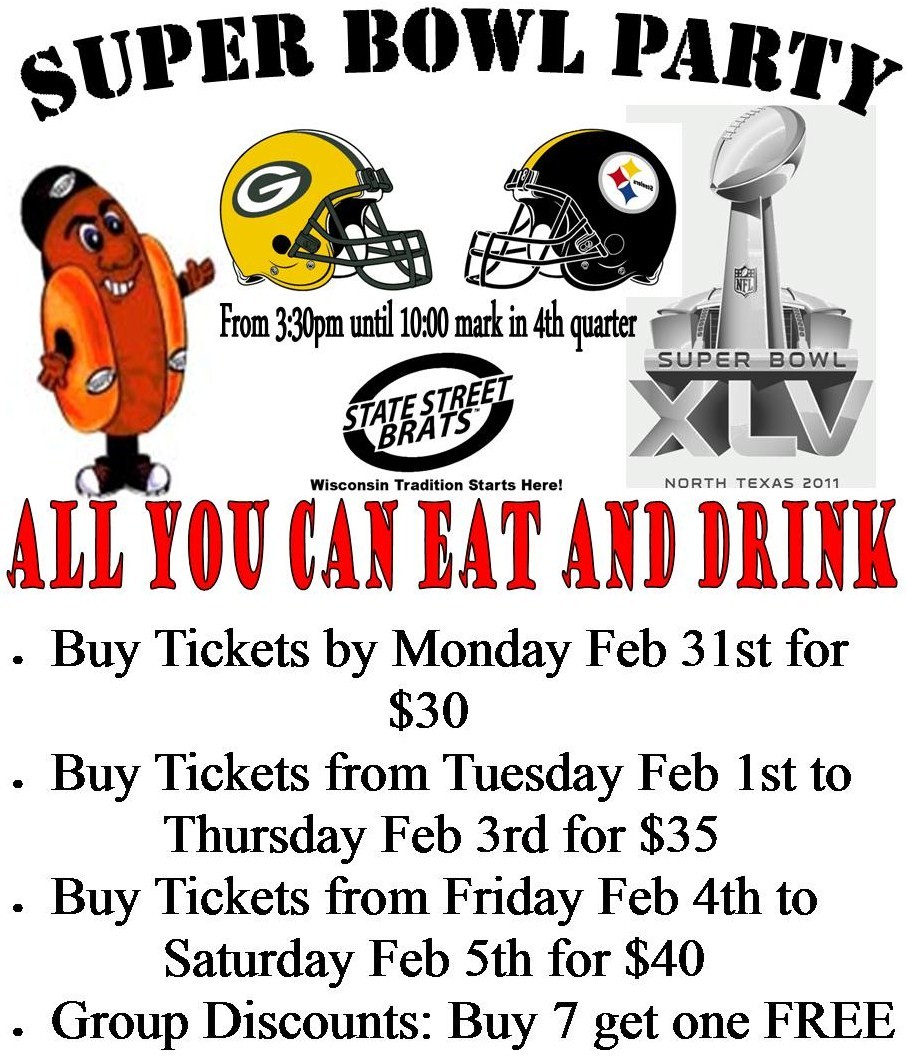 SUPER BOWL PARTY
G
Steelers
From 3:30pm until 10:00 mark in 4th quarter
NFL
SUPER BOWL
XLV
NORTH TEXAS 2011
STATE STREET
BRATS™
Wisconsin Tradition Starts Here!
ALL YOU CAN EAT AND DRINK
• Buy Tickets by Monday Feb 31st for
$30
• Buy Tickets from Tuesday Feb 1st to
Thursday Feb 3rd for $35
• Buy Tickets from Friday Feb 4th to
Saturday Feb 5th for $40
• Group Discounts: Buy 7 get one FREE